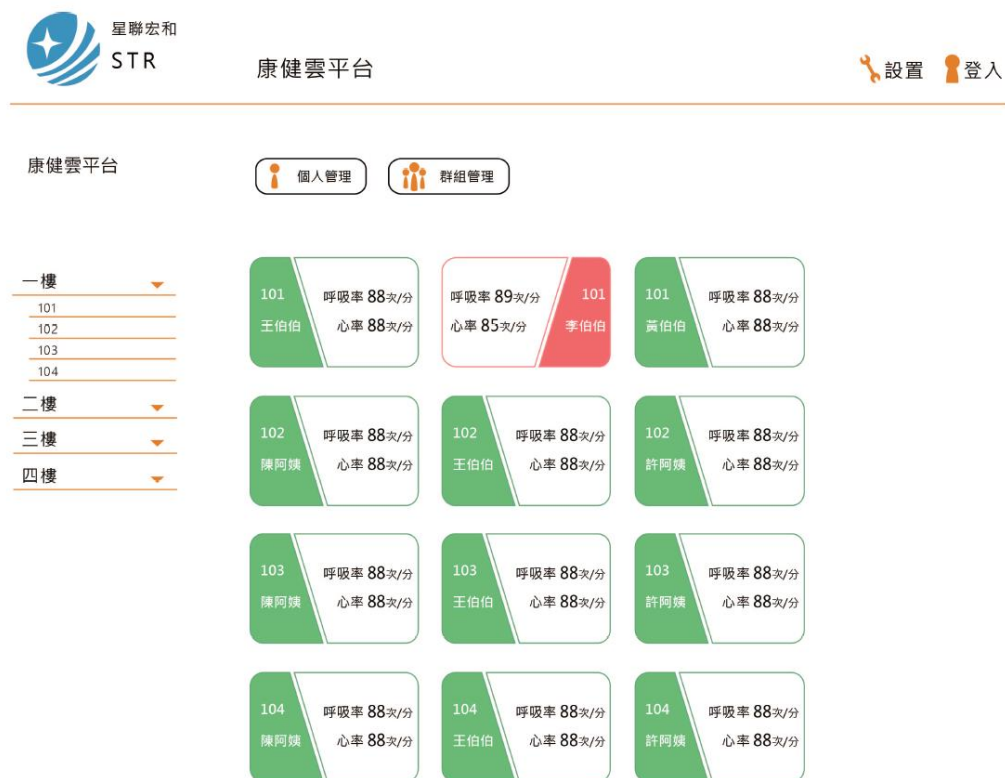 星聯宏和
STR
康健雲平台
設置
登入
康健雲平台
個人管理
群組管理
一樓
101
102
103
104
二樓
三樓
四樓
101
王伯伯
呼吸率 88次/分
心率 88次/分
呼吸率 89次/分
心率 85次/分
101
李伯伯
101
黃伯伯
呼吸率 88次/分
心率 88次/分
102
陳阿姨
呼吸率 88次/分
心率 88次/分
102
王伯伯
呼吸率 88次/分
心率 88次/分
102
許阿姨
呼吸率 88次/分
心率 88次/分
103
陳阿姨
呼吸率 88次/分
心率 88次/分
103
王伯伯
呼吸率 88次/分
心率 88次/分
103
許阿姨
呼吸率 88次/分
心率 88次/分
104
陳阿姨
呼吸率 88次/分
心率 88次/分
104
王伯伯
呼吸率 88次/分
心率 88次/分
104
許阿姨
呼吸率 88次/分
心率 88次/分